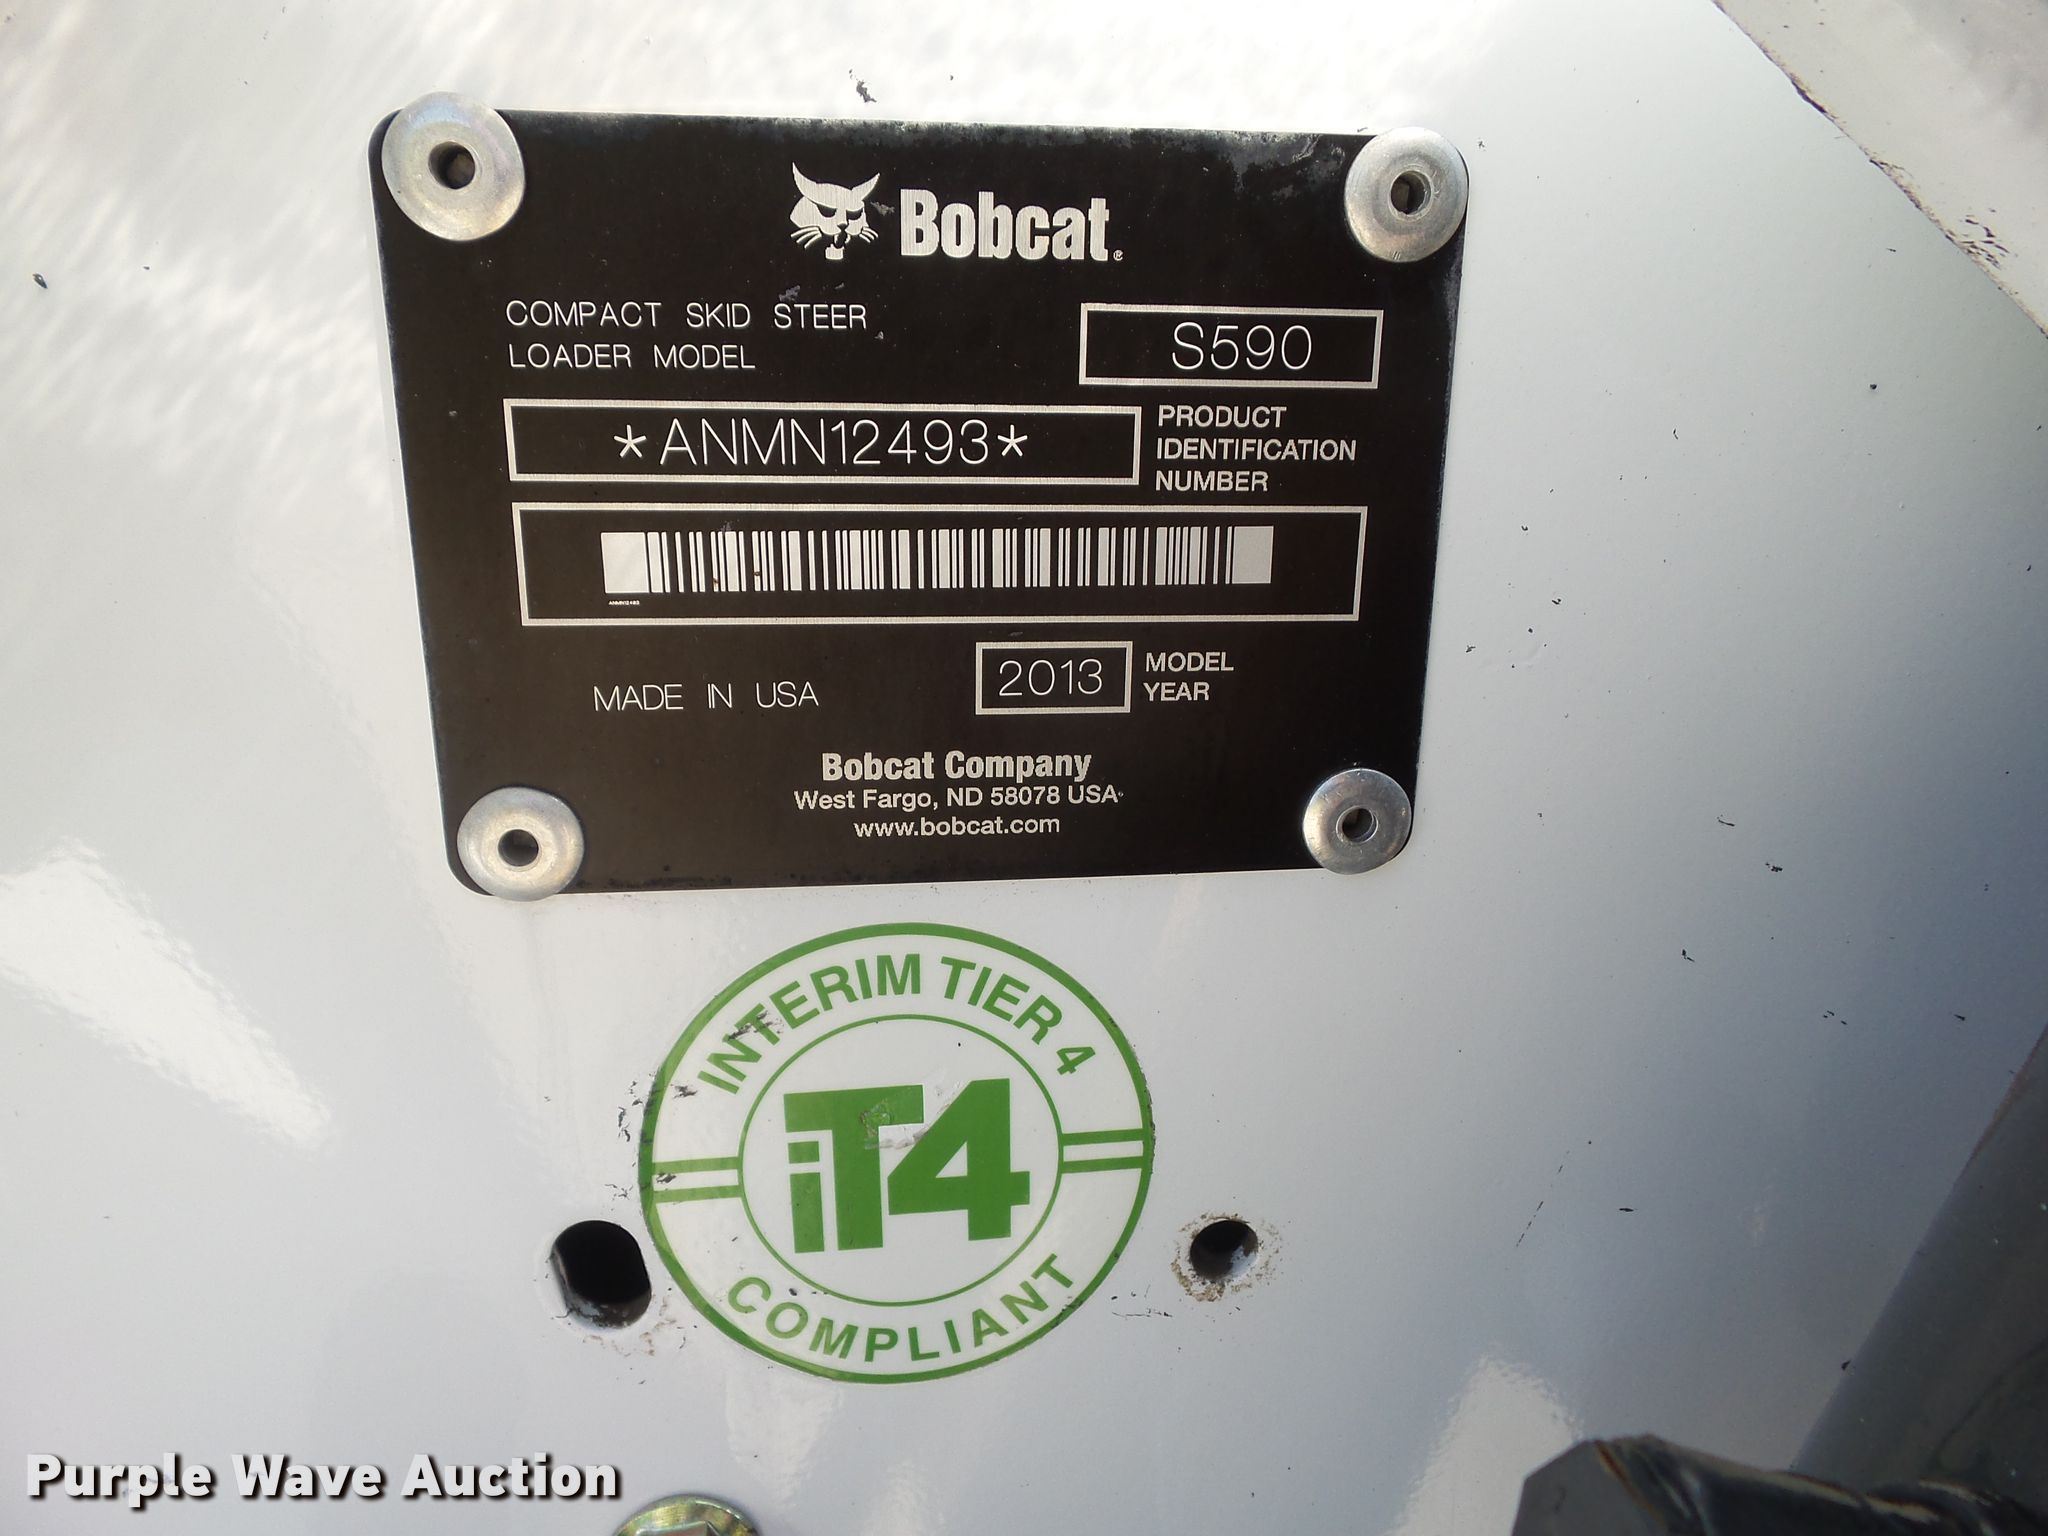 Bobcat®
COMPACT SKID STEER
LOADER MODEL
S590
*ANMN12493*
PRODUCT
IDENTIFICATION
NUMBER
ANMN12493
MADE IN USA
2013
MODEL
YEAR
Bobcat Company
West Fargo, ND 58078 USA
www.bobcat.com
INTERIM TIER 4
iT4
COMPLIANT
Purple Wave Auction